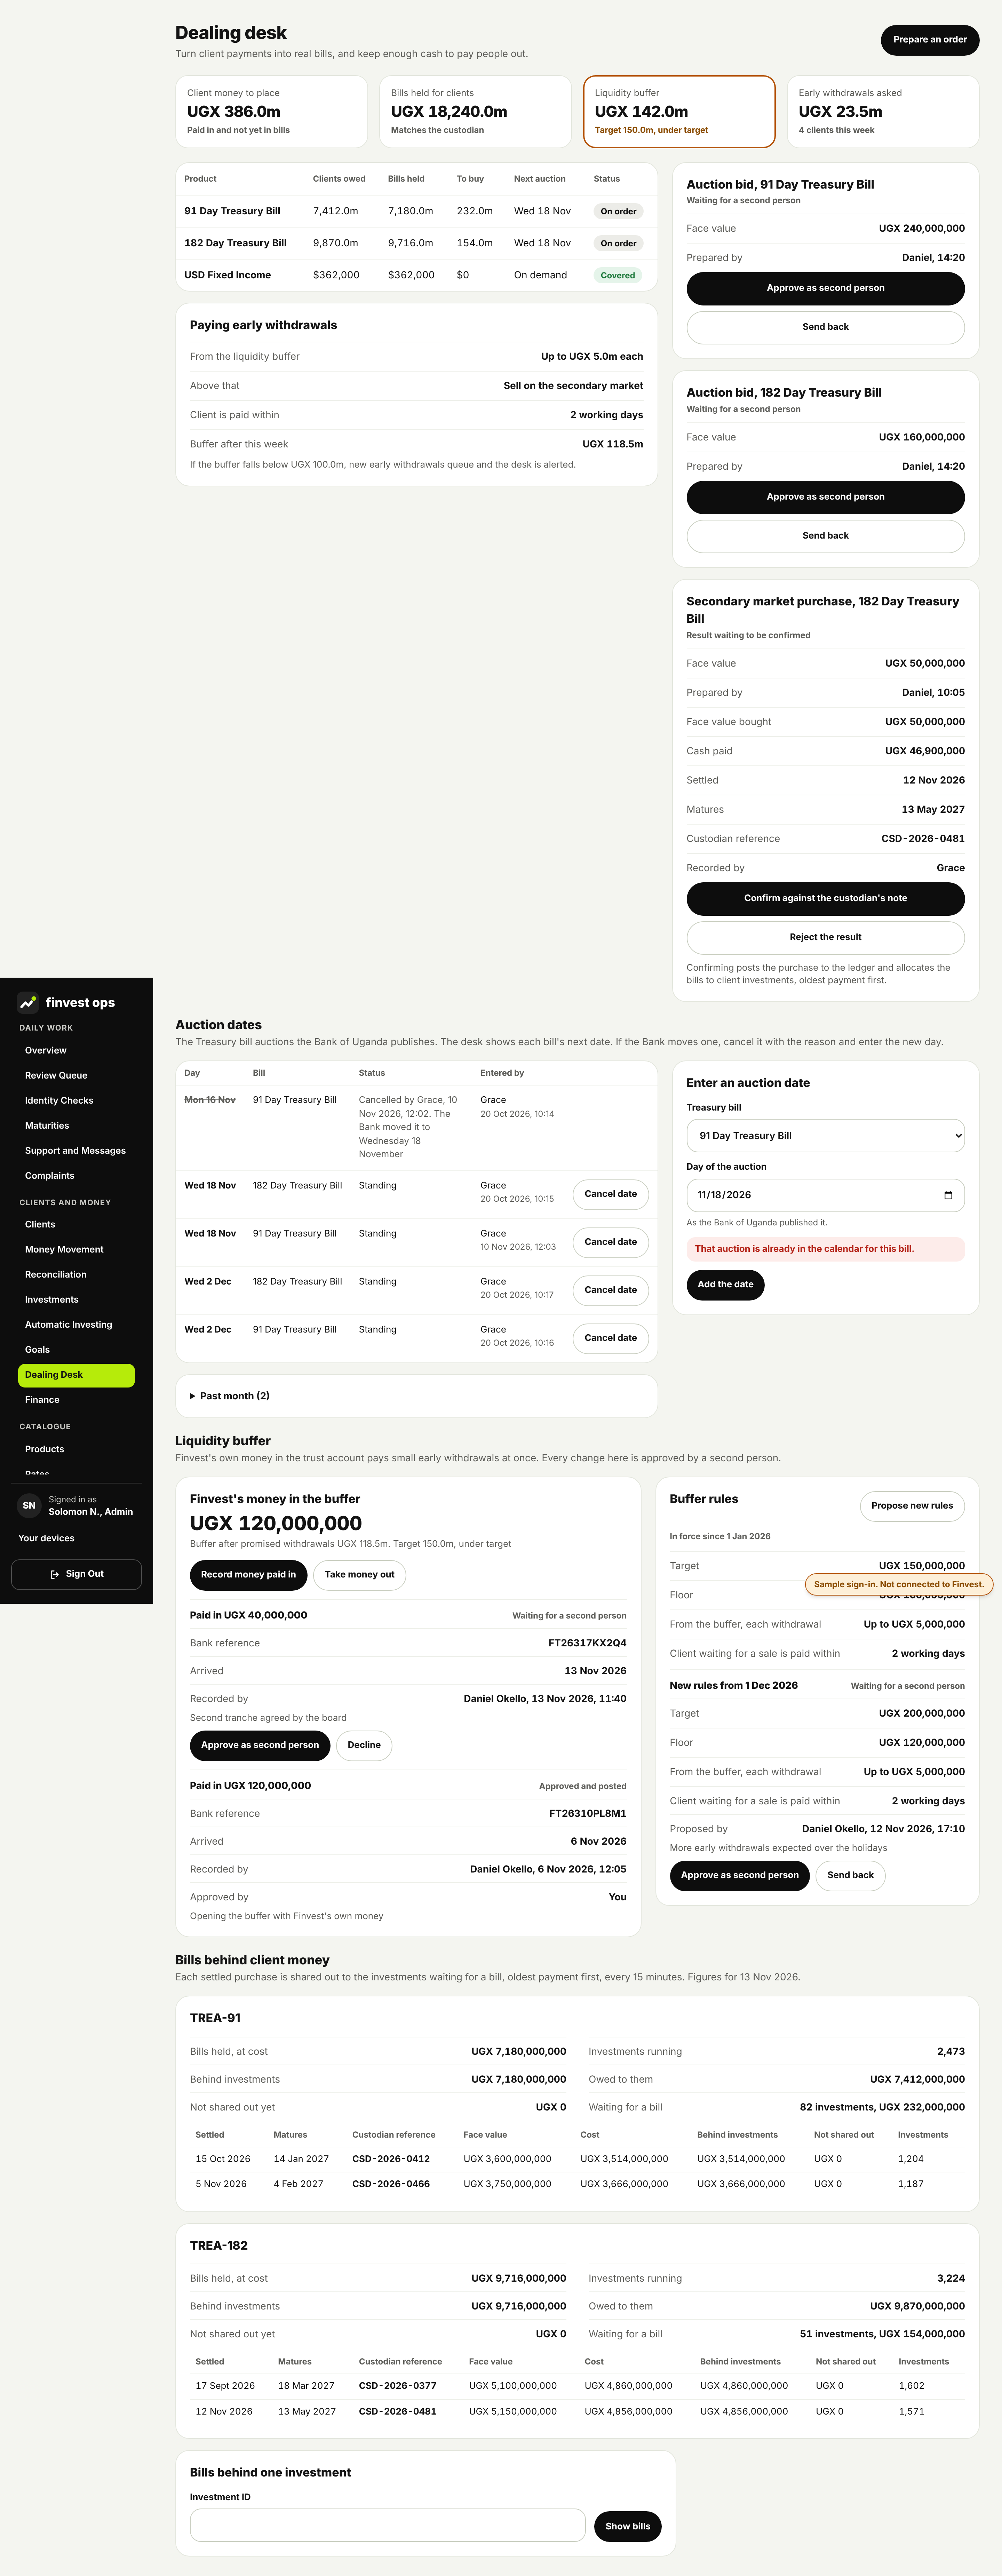 Dealing desk
Turn client payments into real bills, and keep enough cash to pay people out.
Prepare an order
Client money to place
UGX 386.0m
Paid in and not yet in bills
Bills held for clients
UGX 18,240.0m
Matches the custodian
Liquidity buffer
UGX 142.0m
Target 150.0m, under target
Early withdrawals asked
UGX 23.5m
4 clients this week
Product Clients owed Bills held To buy Next auction Status
91 Day Treasury Bill 7,412.0m 7,180.0m 232.0m Wed 18 Nov On order
182 Day Treasury Bill 9,870.0m 9,716.0m 154.0m Wed 18 Nov On order
USD Fixed Income $362,000 $362,000 $0 On demand Covered
Paying early withdrawals
From the liquidity buffer Up to UGX 5.0m each
Above that Sell on the secondary market
Client is paid within 2 working days
Buffer after this week UGX 118.5m
If the buffer falls below UGX 100.0m, new early withdrawals queue and the desk is alerted.
Auction bid, 91 Day Treasury Bill
Waiting for a second person
Face value UGX 240,000,000
Prepared by Daniel, 14:20
Approve as second person
Send back
Auction bid, 182 Day Treasury Bill
Waiting for a second person
Face value UGX 160,000,000
Prepared by Daniel, 14:20
Approve as second person
Send back
Secondary market purchase, 182 Day Treasury
Bill
Result waiting to be confirmed
Face value UGX 50,000,000
Prepared by Daniel, 10:05
Face value bought UGX 50,000,000
Cash paid UGX 46,900,000
Settled 12 Nov 2026
Matures 13 May 2027
Custodian reference CSD-2026-0481
Recorded by Grace
Confirm against the custodian's note
Reject the result
Confirming posts the purchase to the ledger and allocates the
bills to client investments, oldest payment first.
finvest ops
DAILY WORK
Overview
Review Queue
Identity Checks
Maturities
Support and Messages
Complaints
CLIENTS AND MONEY
Clients
Money Movement
Reconciliation
Investments
Automatic Investing
Goals
Dealing Desk
Finance
CATALOGUE
Products
Rates
SN
Signed in as
Solomon N., Admin
Your devices
Sign Out
Auction dates
The Treasury bill auctions the Bank of Uganda publishes. The desk shows each bill's next date. If the Bank moves one, cancel it with the reason and enter the new day.
Day Bill Status Entered by
Mon 16 Nov 91 Day Treasury Bill Cancelled by Grace, 10 Grace
Nov 2026, 12:02. The 20 Oct 2026, 10:14
Bank moved it to
Wednesday 18
November
Wed 18 Nov 182 Day Treasury Bill Standing Grace
20 Oct 2026, 10:15
Cancel date
Wed 18 Nov 91 Day Treasury Bill Standing Grace
10 Nov 2026, 12:03
Cancel date
Wed 2 Dec 182 Day Treasury Bill Standing Grace
20 Oct 2026, 10:17
Cancel date
Wed 2 Dec 91 Day Treasury Bill Standing Grace
20 Oct 2026, 10:16
Cancel date
Past month (2)
Enter an auction date
Treasury bill
91 Day Treasury Bill
Day of the auction
11/18/2026
As the Bank of Uganda published it.
That auction is already in the calendar for this bill.
Add the date
Liquidity buffer
Finvest's own money in the trust account pays small early withdrawals at once. Every change here is approved by a second person.
Finvest's money in the buffer
UGX 120,000,000
Buffer after promised withdrawals UGX 118.5m. Target 150.0m, under target
Record money paid in
Take money out
Paid in UGX 40,000,000 Waiting for a second person
Bank reference FT26317KX2Q4
Arrived 13 Nov 2026
Recorded by Daniel Okello, 13 Nov 2026, 11:40
Second tranche agreed by the board
Approve as second person
Decline
Paid in UGX 120,000,000 Approved and posted
Bank reference FT26310PL8M1
Arrived 6 Nov 2026
Recorded by Daniel Okello, 6 Nov 2026, 12:05
Approved by You
Opening the buffer with Finvest's own money
Buffer rules
Propose new rules
In force since 1 Jan 2026
Target UGX 150,000,000
Sample sign-in. Not connected to Finvest.
Floor
From the buffer, each withdrawal Up to UGX 5,000,000
Client waiting for a sale is paid within 2 working days
New rules from 1 Dec 2026 Waiting for a second person
Target UGX 200,000,000
Floor UGX 120,000,000
From the buffer, each withdrawal Up to UGX 5,000,000
Client waiting for a sale is paid within 2 working days
Proposed by Daniel Okello, 12 Nov 2026, 17:10
More early withdrawals expected over the holidays
Approve as second person
Send back
Bills behind client money
Each settled purchase is shared out to the investments waiting for a bill, oldest payment first, every 15 minutes. Figures for 13 Nov 2026.
TREA-91
Bills held, at cost UGX 7,180,000,000 Investments running 2,473
Behind investments UGX 7,180,000,000 Owed to them UGX 7,412,000,000
Not shared out yet UGX 0 Waiting for a bill 82 investments, UGX 232,000,000
Settled Matures Custodian reference Face value Cost Behind investments Not shared out Investments
15 Oct 2026 14 Jan 2027 CSD-2026-0412 UGX 3,600,000,000 UGX 3,514,000,000 UGX 3,514,000,000 UGX 0 1,204
5 Nov 2026 4 Feb 2027 CSD-2026-0466 UGX 3,750,000,000 UGX 3,666,000,000 UGX 3,666,000,000 UGX 0 1,187
TREA-182
Bills held, at cost UGX 9,716,000,000 Investments running 3,224
Behind investments UGX 9,716,000,000 Owed to them UGX 9,870,000,000
Not shared out yet UGX 0 Waiting for a bill 51 investments, UGX 154,000,000
Settled Matures Custodian reference Face value Cost Behind investments Not shared out Investments
17 Sept 2026 18 Mar 2027 CSD-2026-0377 UGX 5,100,000,000 UGX 4,860,000,000 UGX 4,860,000,000 UGX 0 1,602
12 Nov 2026 13 May 2027 CSD-2026-0481 UGX 5,150,000,000 UGX 4,856,000,000 UGX 4,856,000,000 UGX 0 1,571
Bills behind one investment
Investment ID
Show bills